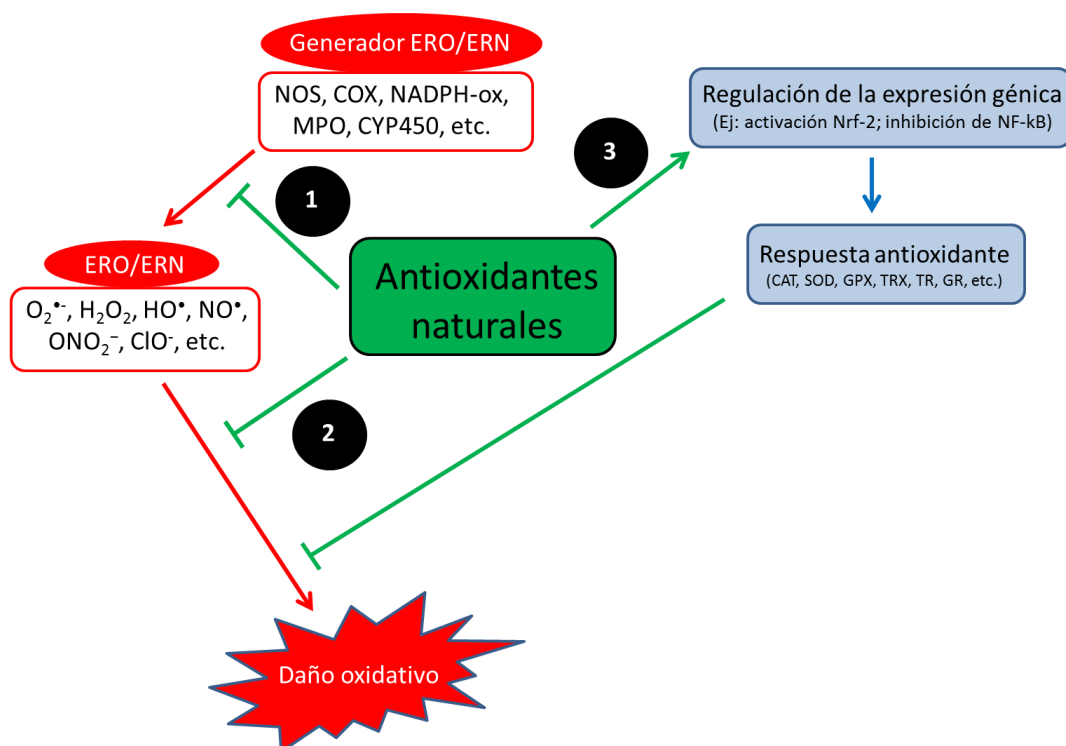 Generador ERO/ERN
NOS, COX, NADPH-ox,
MPO, CYP450, etc.
Regulación de la expresión génica
(Ej: activación Nrf-2; inhibición de NF-kB)
3
1
ERO/ERN
O₂•-, H₂O₂, HO•, NO•,
ONO₂⁻, ClO⁻, etc.
Antioxidantes
naturales
Respuesta antioxidante
(CAT, SOD, GPX, TRX, TR, GR, etc.)
2
Daño oxidativo